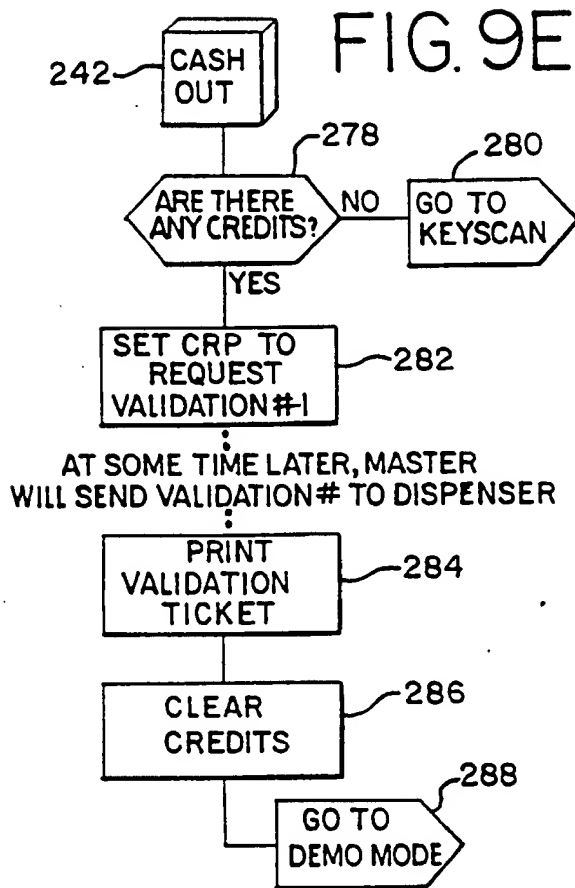 FIG. 9E
242
CASH
OUT
278
280
ARE THERE
ANY CREDITS?
NO
GO TO
KEYSCAN
YES
SET CRP TO
REQUEST
VALIDATION #1
282
AT SOME TIME LATER, MASTER
WILL SEND VALIDATION # TO DISPENSER
PRINT
VALIDATION
TICKET
284
CLEAR
CREDITS
286
288
GO TO
DEMO MODE